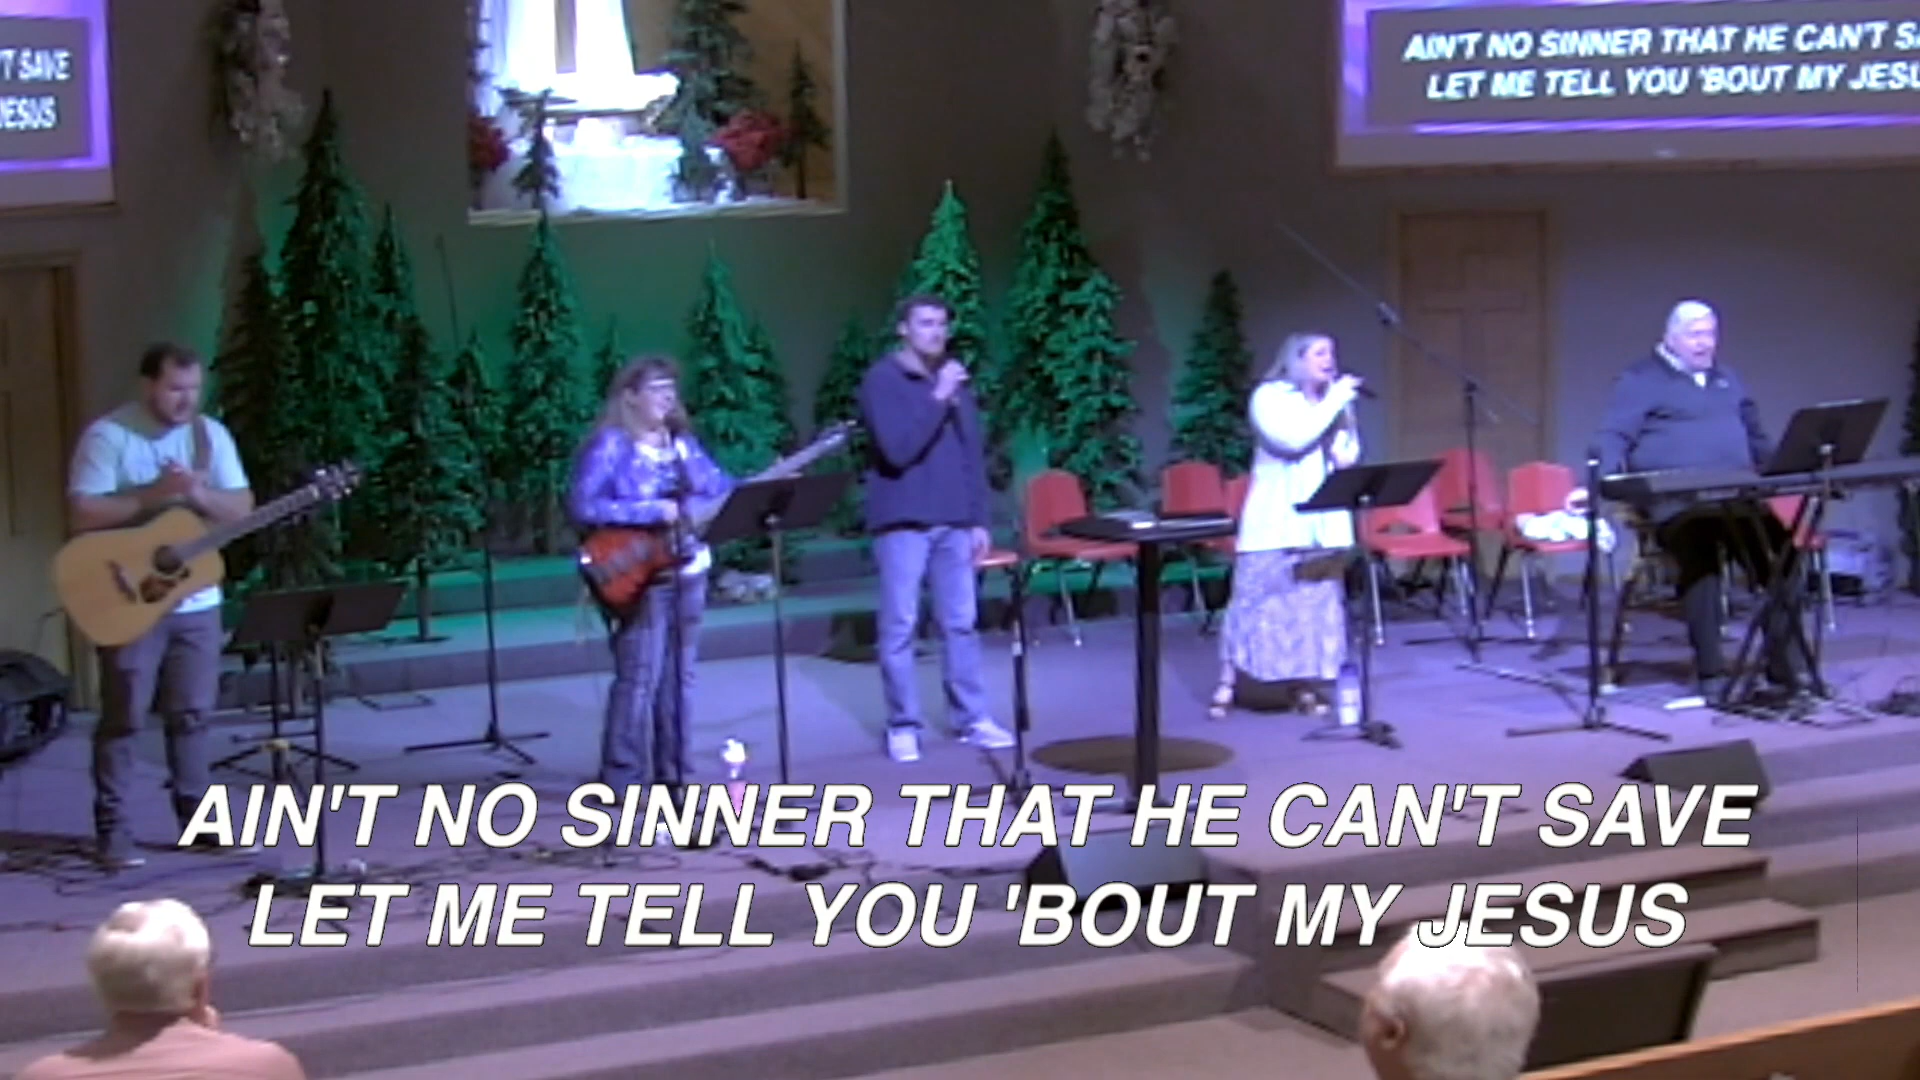 'T SAVE
JESUS
AIN'T NO SINNER THAT HE CAN'T
LET ME TELL YOU 'BOUT MY
AIN'T NO SINNER THAT HE CAN'T SAVE
LET ME TELL YOU 'BOUT MY JESUS